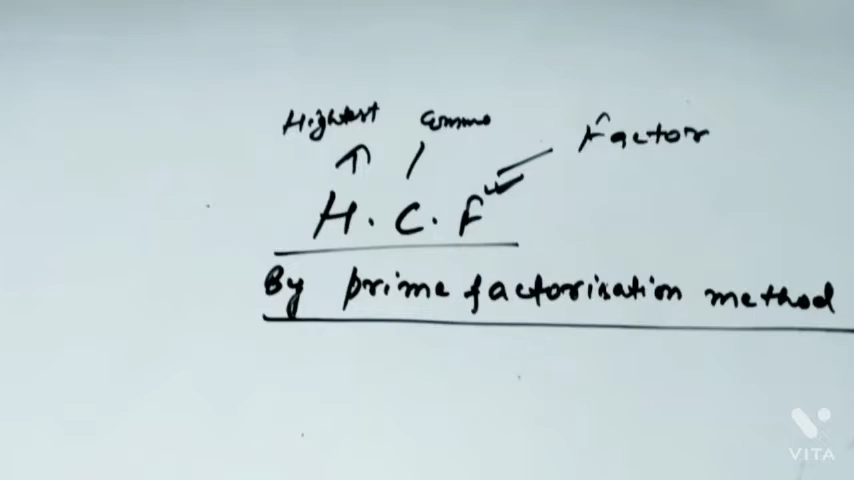 Highest Commo Factor
H.C.F
By prime factorisation method
VITA